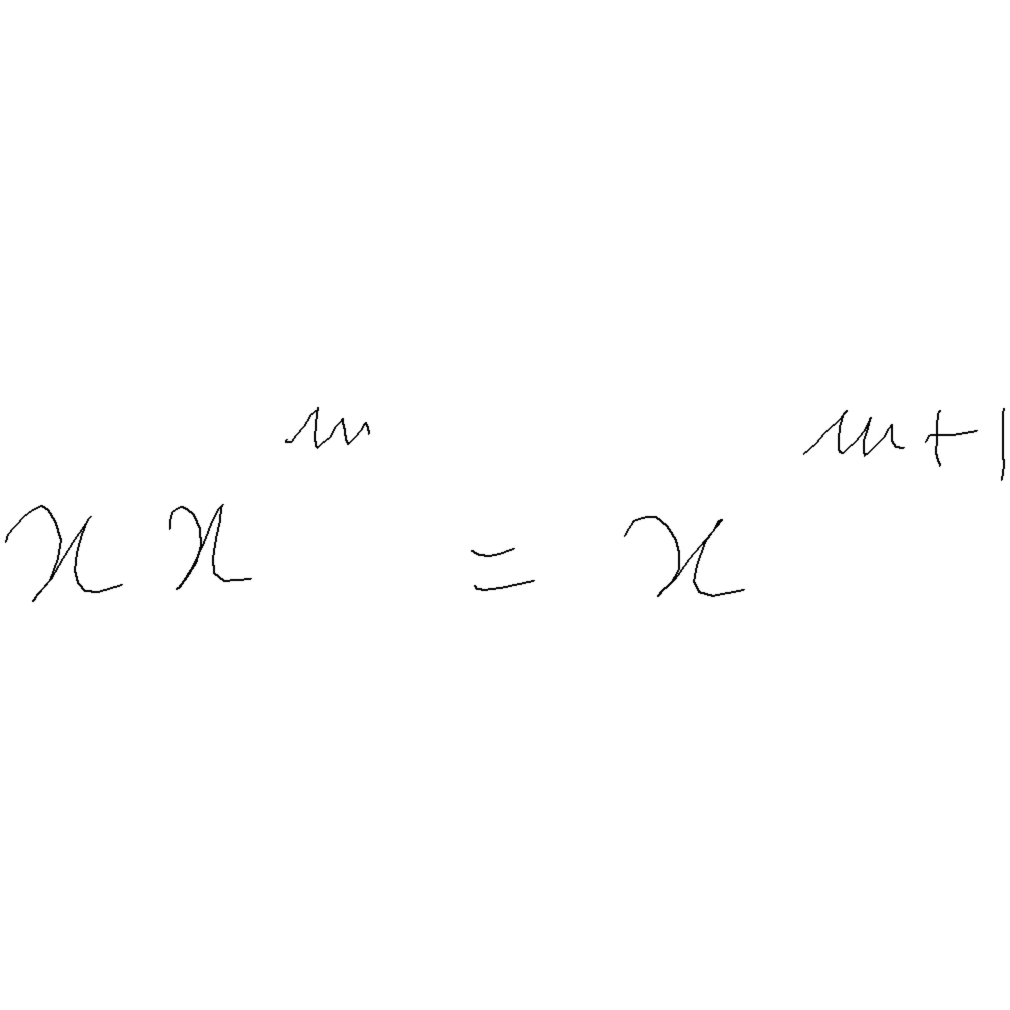 x x^m = x^{m+1}